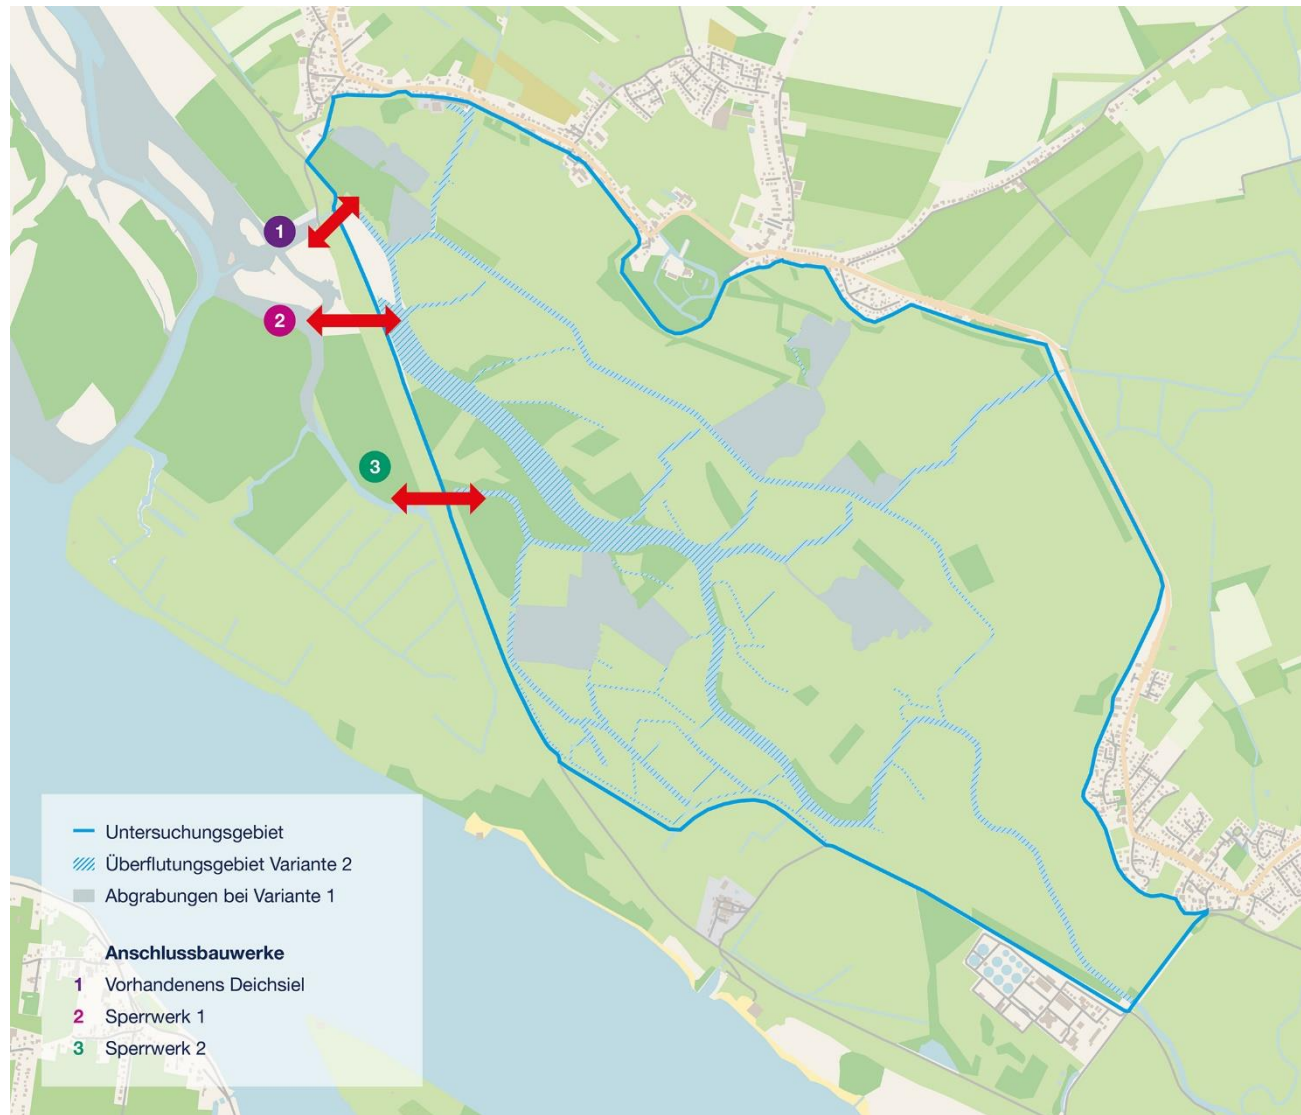 1
2
3
Untersuchungsgebiet
Überflutungsgebiet Variante 2
Abgrabungen bei Variante 1
Anschlussbauwerke
1 Vorhandenens Deichsiel
2 Sperrwerk 1
3 Sperrwerk 2